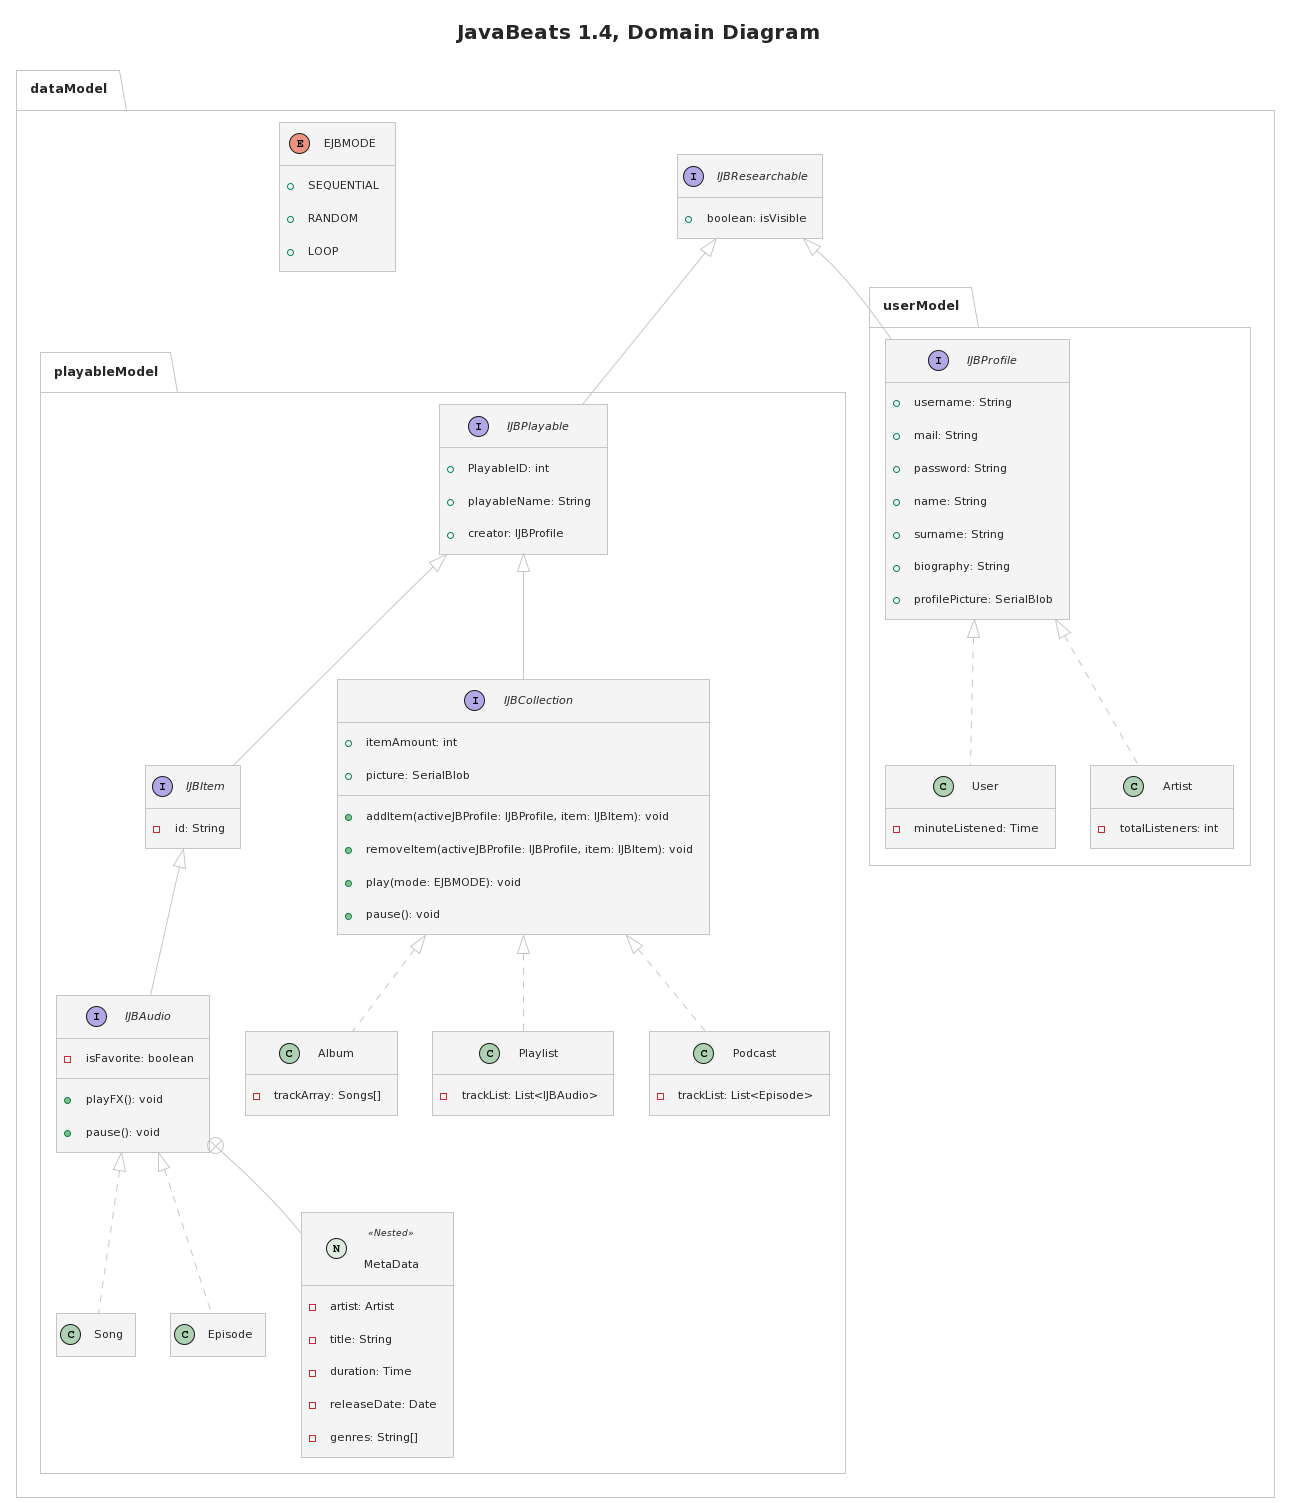 JavaBeats 1.4, Domain Diagram
dataModel
E EJBMODE
SEQUENTIAL
RANDOM
LOOP
I IJBResearchable
boolean: isVisible
userModel
I IJBProfile
username: String
mail: String
password: String
name: String
surname: String
biography: String
profilePicture: SerialBlob
playableModel
I IJBPlayable
PlayableID: int
playableName: String
creator: IJBProfile
I IJBCollection
itemAmount: int
picture: SerialBlob
addItem(activeJBProfile: IJBProfile, item: IJBItem): void
removeItem(activeJBProfile: IJBProfile, item: IJBItem): void
play(mode: EJBMODE): void
pause(): void
I IJBItem
id: String
C User
minuteListened: Time
C Artist
totalListeners: int
I IJBAudio
isFavorite: boolean
playFX(): void
pause(): void
C Album
trackArray: Songs[]
C Playlist
trackList: List<IJBAudio>
C Podcast
trackList: List<Episode>
«Nested»
N MetaData
artist: Artist
title: String
duration: Time
releaseDate: Date
genres: String[]
C Song
C Episode